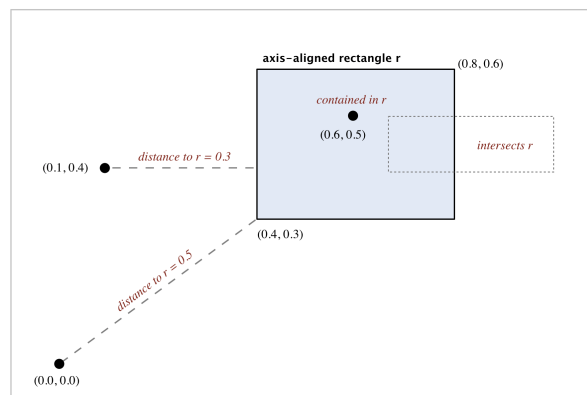 axis-aligned rectangle r
(0.8, 0.6)
contained in r
(0.6, 0.5)
intersects r
distance to r = 0.3
(0.1, 0.4)
(0.4, 0.3)
distance to r = 0.5
(0.0, 0.0)